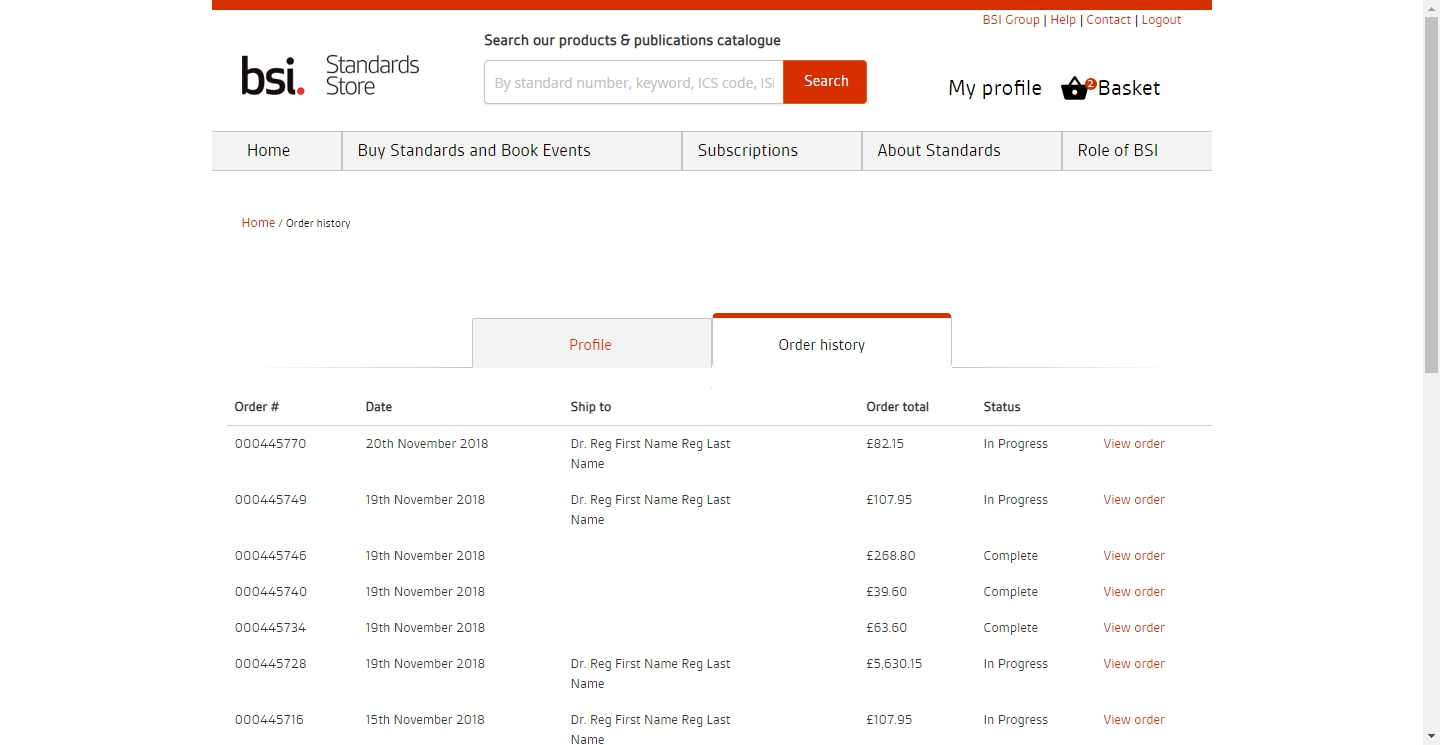 BSI Group | Help | Contact | Logout
Search our products & publications catalogue
bsi.
Standards
Store
By standard number, keyword, ICS code, ISI
Search
My profile
2
Basket
Home
Buy Standards and Book Events
Subscriptions
About Standards
Role of BSI
Home / Order history
Profile
Order history
Order # Date Ship to Order total Status
000445770 20th November 2018 Dr. Reg First Name Reg Last £82.15 In Progress View order
Name
000445749 19th November 2018 Dr. Reg First Name Reg Last £107.95 In Progress View order
Name
000445746 19th November 2018 £268.80 Complete View order
000445740 19th November 2018 £39.60 Complete View order
000445734 19th November 2018 £63.60 Complete View order
000445728 19th November 2018 Dr. Reg First Name Reg Last £5,630.15 In Progress View order
Name
000445716 15th November 2018 Dr. Reg First Name Reg Last £107.95 In Progress View order
Name